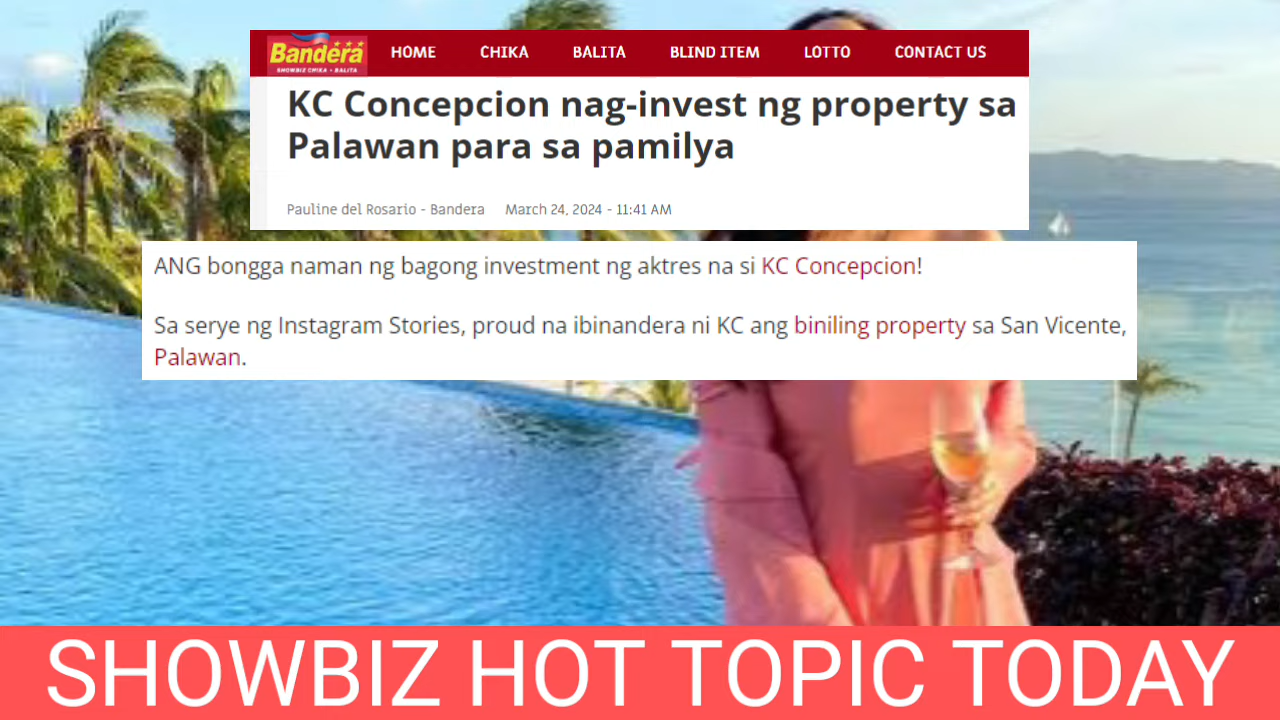 Bandera
SHOWBIZ CHIKA • BALITA
HOME CHIKA BALITA BLIND ITEM LOTTO CONTACT US
KC Concepcion nag-invest ng property sa
Palawan para sa pamilya
Pauline del Rosario - Bandera March 24, 2024 - 11:41 AM
ANG bongga naman ng bagong investment ng aktres na si KC Concepcion!
Sa serye ng Instagram Stories, proud na ibinandera ni KC ang biniling property sa San Vicente,
Palawan.
SHOWBIZ HOT TOPIC TODAY